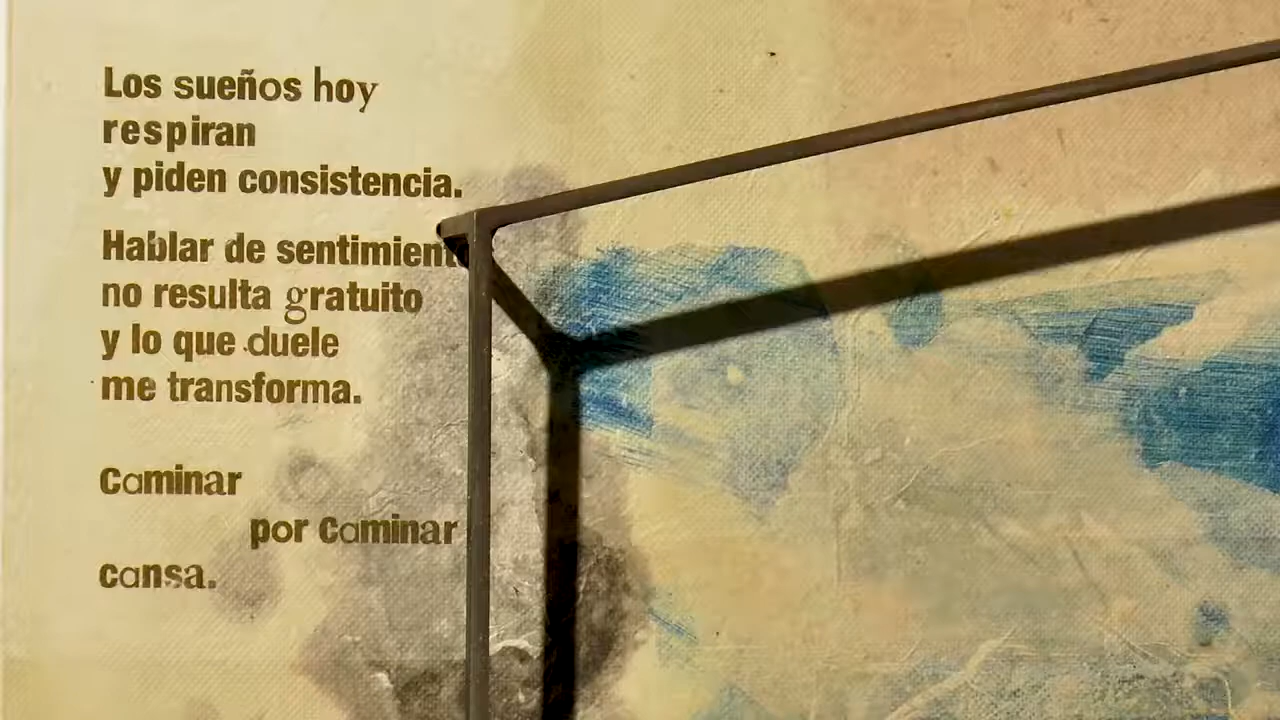 Los sueños hoy
respiran
y piden consistencia.
Hablar de sentimient
no resulta gratuito
y lo que duele
me transforma.
Caminar
por Caminar
cansa.